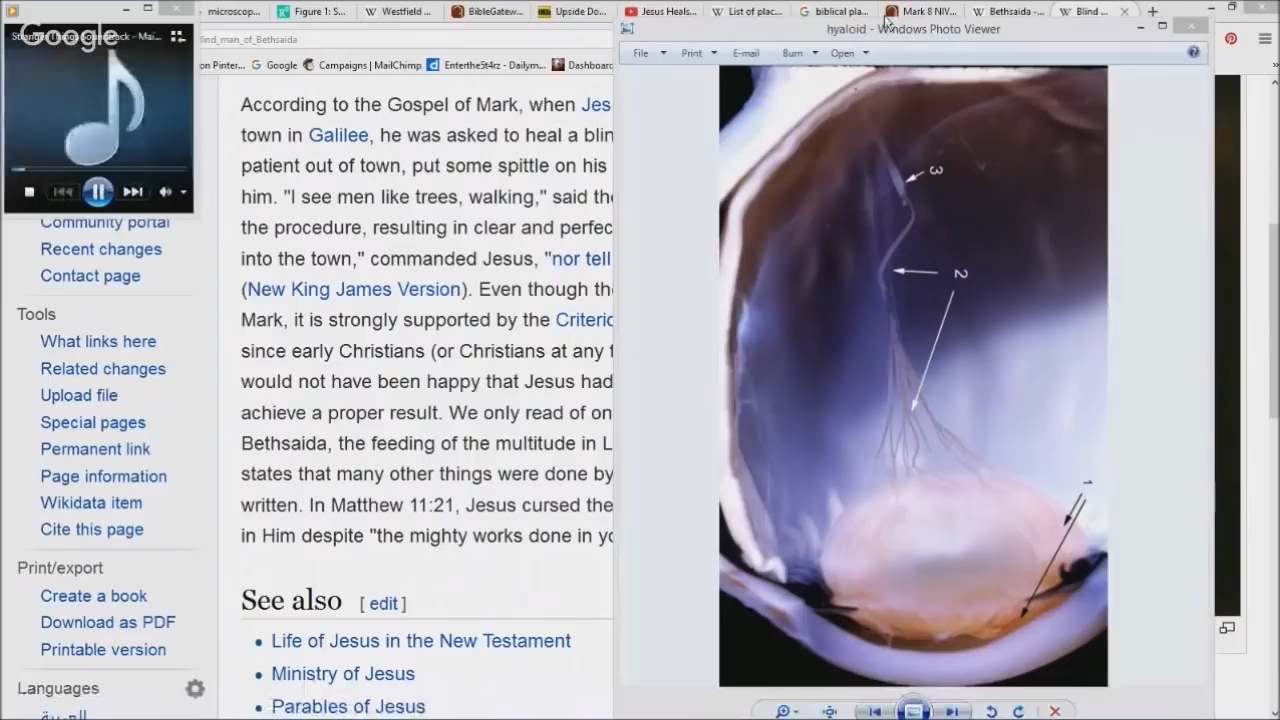 microscop...
Figure 1: S...
Westfield ...
BibleGatew...
Upside Do...
Jesus Heals...
List of plac...
biblical pla...
Mark 8 NIV...
Bethsaida -...
Blind ...
hyaloid - Windows Photo Viewer
Google
lind_man_of_Bethsaida
File
Print
E-mail
Burn
Open
on Pinter...
Google
Campaigns | MailChimp
EntertheSt4rz - Dailym...
Dashboard
According to the Gospel of Mark, when Jes
town in Galilee, he was asked to heal a blin
patient out of town, put some spittle on his
him. "I see men like trees, walking," said the
the procedure, resulting in clear and perfec
into the town," commanded Jesus, "nor tell
(New King James Version). Even though the
Mark, it is strongly supported by the Criteric
since early Christians (or Christians at any t
would not have been happy that Jesus had
achieve a proper result. We only read of on
Bethsaida, the feeding of the multitude in L
states that many other things were done by
written. In Matthew 11:21, Jesus cursed the
in Him despite "the mighty works done in yo
See also [ edit ]
• Life of Jesus in the New Testament
• Ministry of Jesus
• Parables of Jesus
Community portal
Recent changes
Contact page
Tools
What links here
Related changes
Upload file
Special pages
Permanent link
Page information
Wikidata item
Cite this page
Print/export
Create a book
Download as PDF
Printable version
Languages
العربية
3
2
1